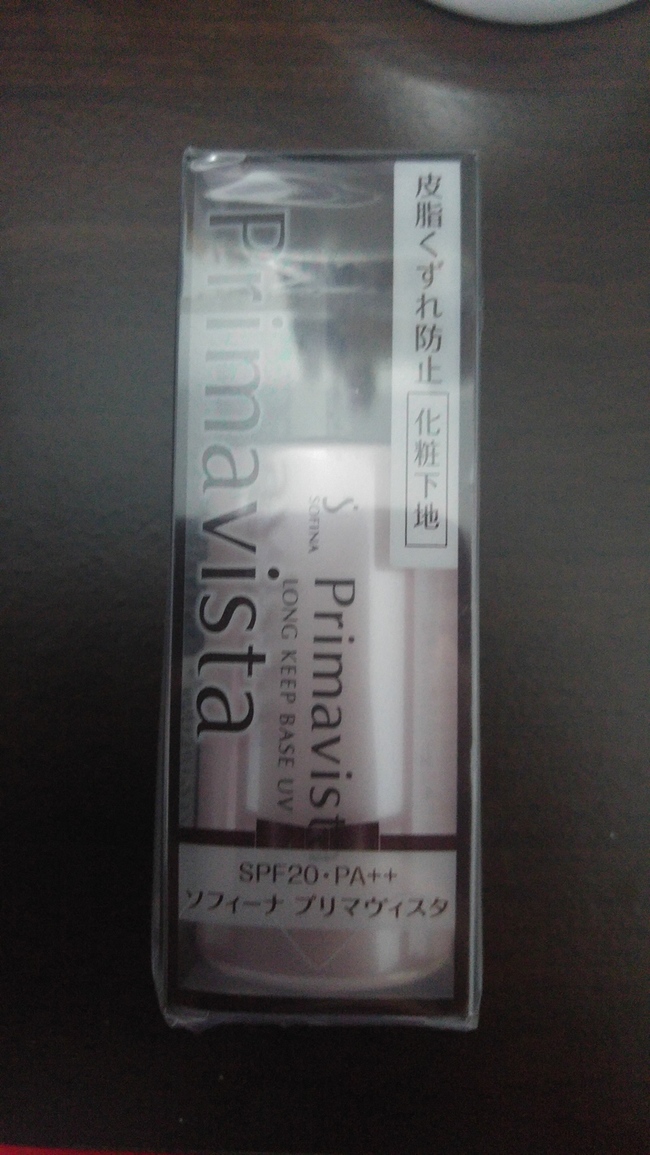 皮脂くずれ防止 化粧下地
Primavista
SOFINA
Primavista
LONG KEEP BASE UV
SPF20・PA++
ソフィーナ プリマヴィスタ